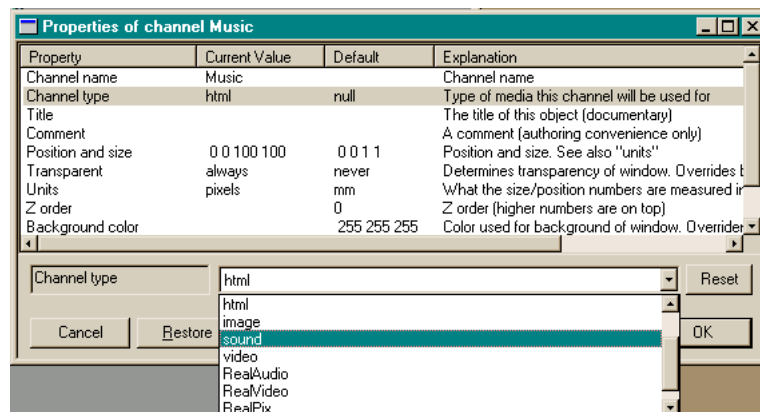 Properties of channel Music
Property Current Value Default Explanation
Channel name Music Channel name
Channel type html null Type of media this channel will be used for
Title The title of this object (documentary)
Comment A comment (authoring convenience only)
Position and size 0 0 100 100 0 0 1 1 Position and size. See also "units"
Transparent always never Determines transparency of window. Overrides
Units pixels mm What the size/position numbers are measured in
Z order 0 Z order (higher numbers are on top)
Background color 255 255 255 Color used for background of window. Overrider
Channel type html Reset
html
image
Cancel Restore sound OK
video
RealAudio
RealVideo
RealPix